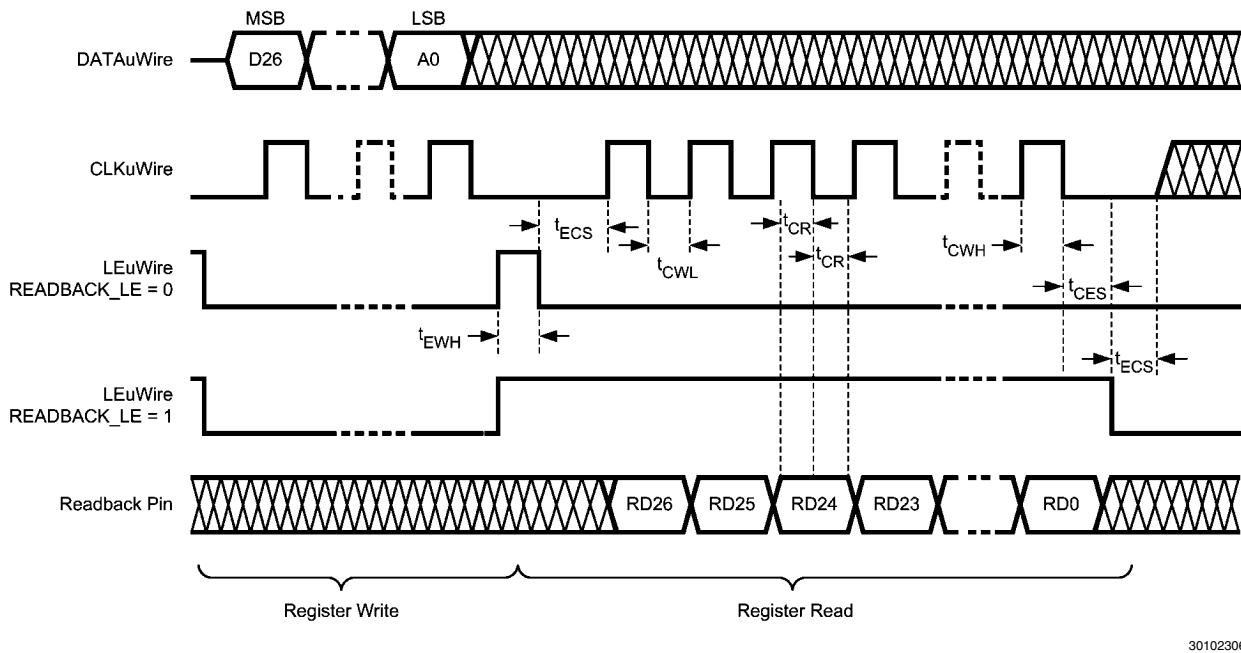 MSB
LSB
DATAuWire
D26
A0
CLKuWire
tECS
tCR
tCWH
tCWL
tCR
LEuWire
READBACK_LE = 0
tCES
tEWH
tECS
LEuWire
READBACK_LE = 1
Readback Pin
RD26
RD25
RD24
RD23
RD0
Register Write
Register Read
30102306